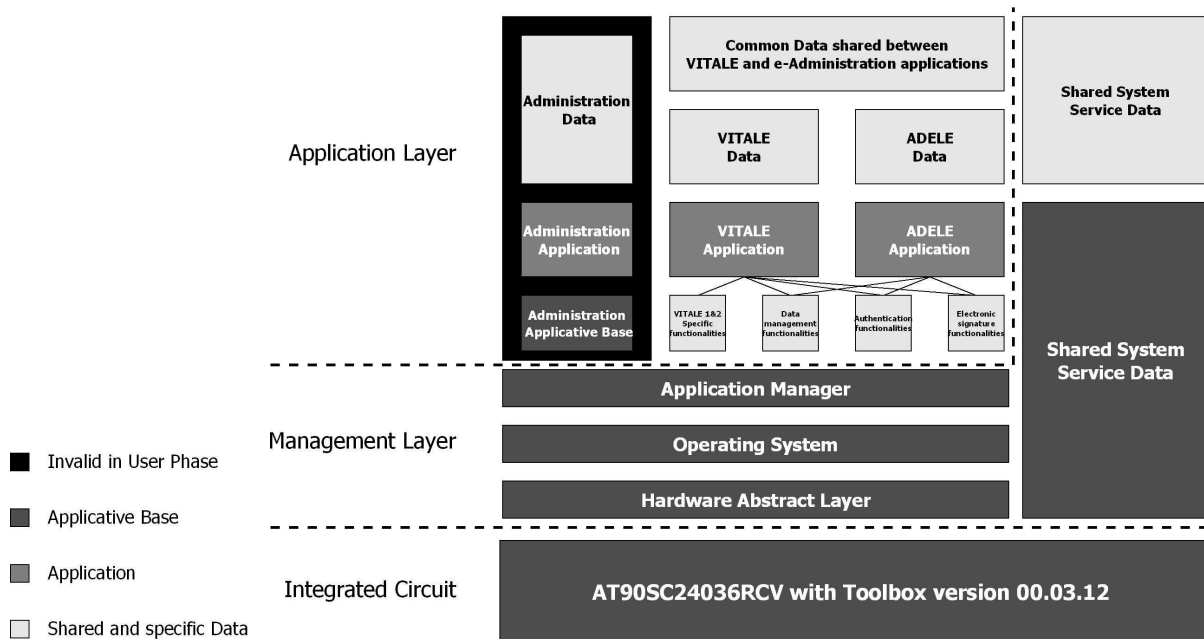 Application Layer
Administration
Data
Administration
Application
Administration
Applicative Base
Common Data shared between
VITALE and e-Administration applications
VITALE
Data
ADELE
Data
VITALE
Application
ADELE
Application
VITALE 1&2
Specific
functionalities
Data
management
functionalities
Authentication
functionalities
Electronic
signature
functionalities
Shared System
Service Data
Shared System
Service Data
Management Layer
Application Manager
Operating System
Hardware Abstract Layer
Integrated Circuit
AT90SC24036RCV with Toolbox version 00.03.12
Invalid in User Phase
Applicative Base
Application
Shared and specific Data